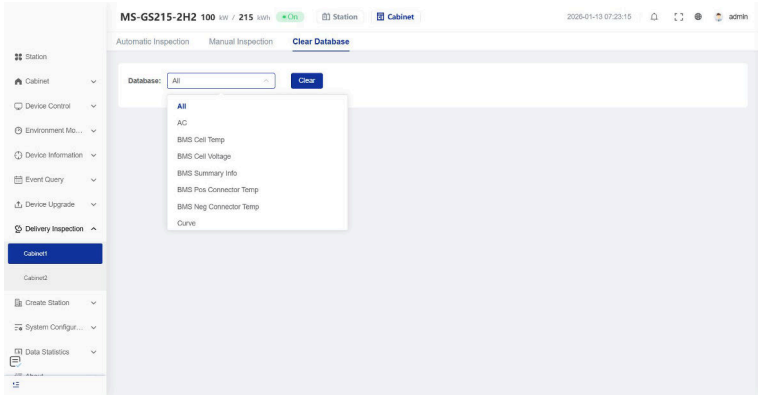 MS-GS215-2H2 100 kW / 215 kWh On Station Cabinet 2026-01-13 07:23:15 admin
Automatic Inspection Manual Inspection Clear Database
Station
Cabinet
Device Control
Environment Mo...
Device Information
Event Query
Device Upgrade
Delivery Inspection
Cabinet1
Cabinet2
Create Station
System Configur...
Data Statistics
About
Database: All Clear
All
AC
BMS Cell Temp
BMS Cell Voltage
BMS Summary Info
BMS Pos Connector Temp
BMS Neg Connector Temp
Curve